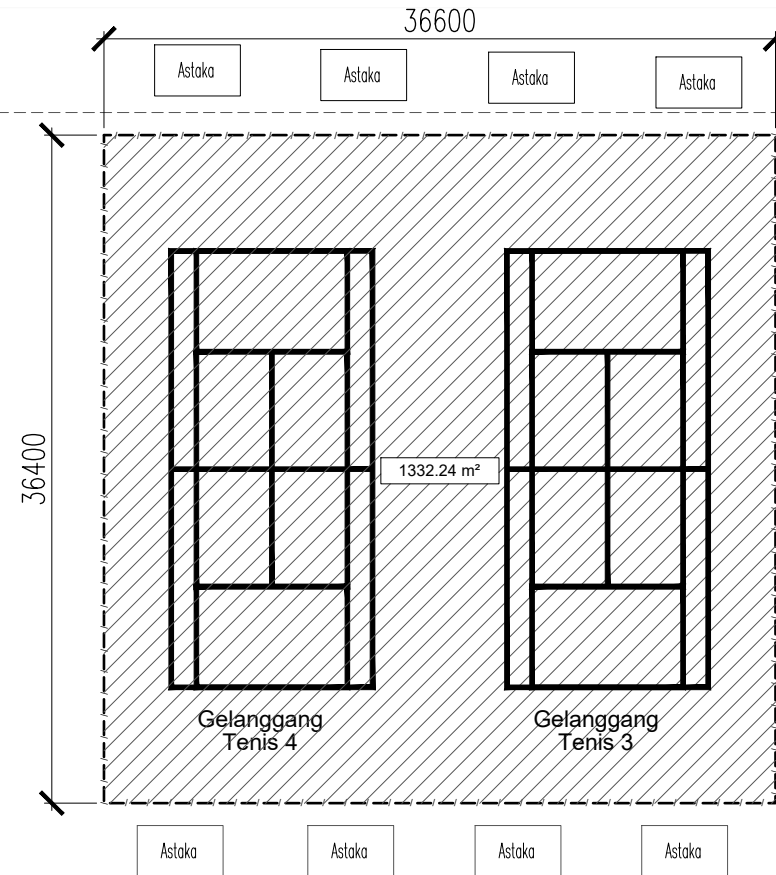 36600
Astaka
Astaka
Astaka
Astaka
36400
1332.24 m²
Gelanggang
Tenis 4
Gelanggang
Tenis 3
Astaka
Astaka
Astaka
Astaka